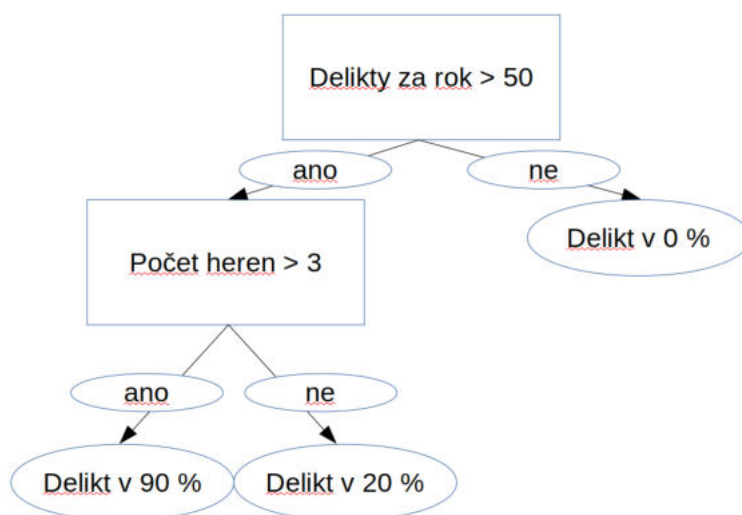 Delikty za rok > 50
ano
ne
Počet heren > 3
Delikt v 0 %
ano
ne
Delikt v 90 %
Delikt v 20 %